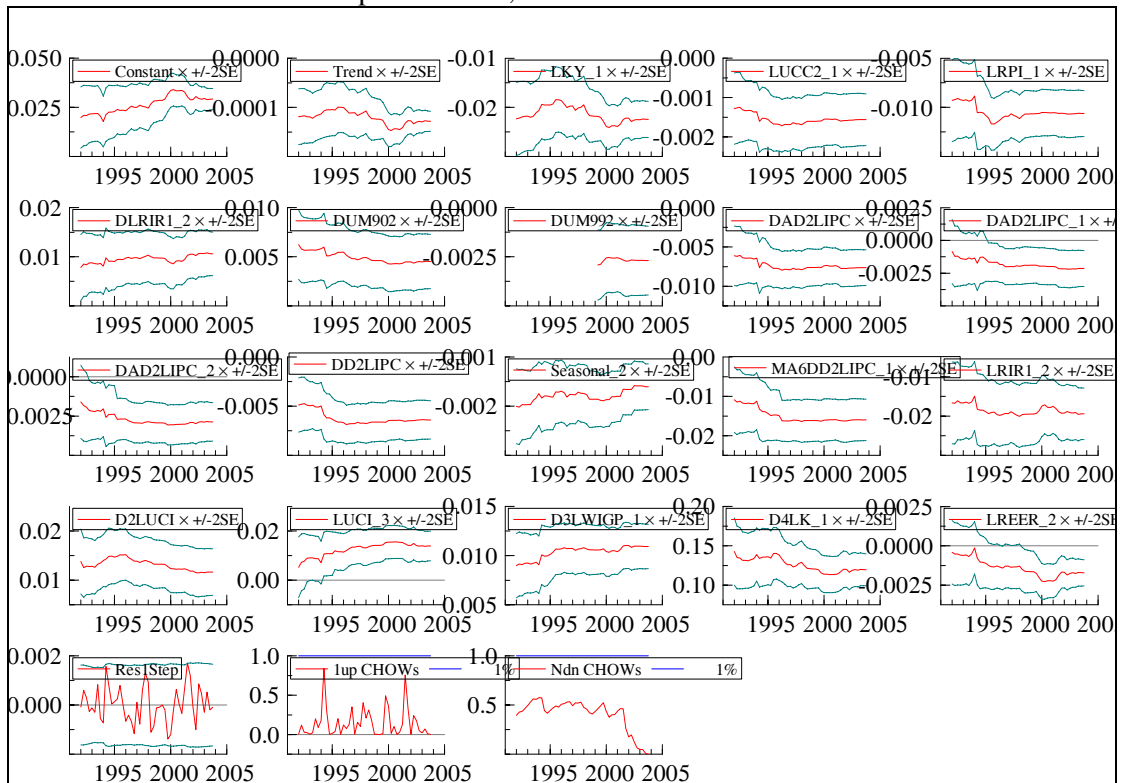 0.050 0.0000 -0.01 0.000 -0.005
Constant × +/-2SE Trend × +/-2SE LKY_1 × +/-2SE LUCC2_1 × +/-2SE LRPI_1 × +/-2SE
-0.001
0.025 -0.0001 -0.02 -0.010
-0.002
1995 2000 2005 1995 2000 2005 1995 2000 2005 1995 2000 2005 1995 2000 2005
0.02 0.010 0.0000 0.000 0.0025
DLRIR1_2 × +/-2SE DUM902 × +/-2SE DUM992 × +/-2SE DAD2LIPC × +/-2SE DAD2LIPC_1 × +/
0.0000
0.01 0.005 -0.0025 -0.005
-0.0025
-0.010
1995 2000 2005 1995 2000 2005 1995 2000 2005 1995 2000 2005 1995 2000 2005
0.000 -0.001 0.00
0.0000 DAD2LIPC_2 × +/-2SE DD2LIPC × +/-2SE Seasonal_2 × +/-2SE MA6DD2LIPC_1 × +/-2SE -0.01 LRIR1_2 × +/-2SE
-0.01
-0.0025 -0.005 -0.002 -0.02
-0.02
1995 2000 2005 1995 2000 2005 1995 2000 2005 1995 2000 2005 1995 2000 2005
0.015 0.20 0.0025
D2LUCI × +/-2SE LUCI_3 × +/-2SE D3LWIGP_1 × +/-2SE D4LK_1 × +/-2SE LREER_2 × +/-2SE
0.02 0.02
0.15 0.0000
0.010
0.01 0.00 0.10 -0.0025
0.005
1995 2000 2005 1995 2000 2005 1995 2000 2005 1995 2000 2005 1995 2000 2005
0.002 1.0 1.0
Res1Step 1up CHOWs 1% Ndn CHOWs 1%
0.000 0.5 0.5
0.0
1995 2000 2005 1995 2000 2005 1995 2000 2005